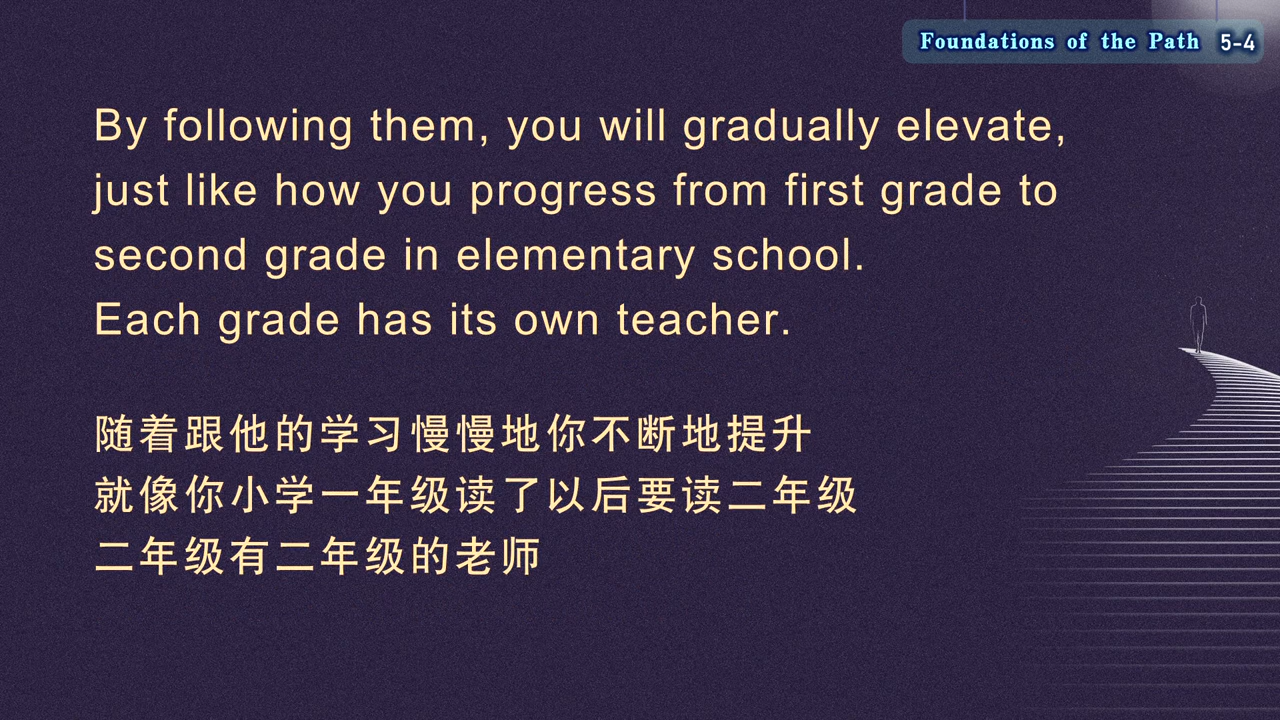 Foundations of the Path 5-4
By following them, you will gradually elevate,
just like how you progress from first grade to
second grade in elementary school.
Each grade has its own teacher.
随着跟他的学习慢慢地你不断地提升
就像你小学一年级读了以后要读二年级
二年级有二年级的老师